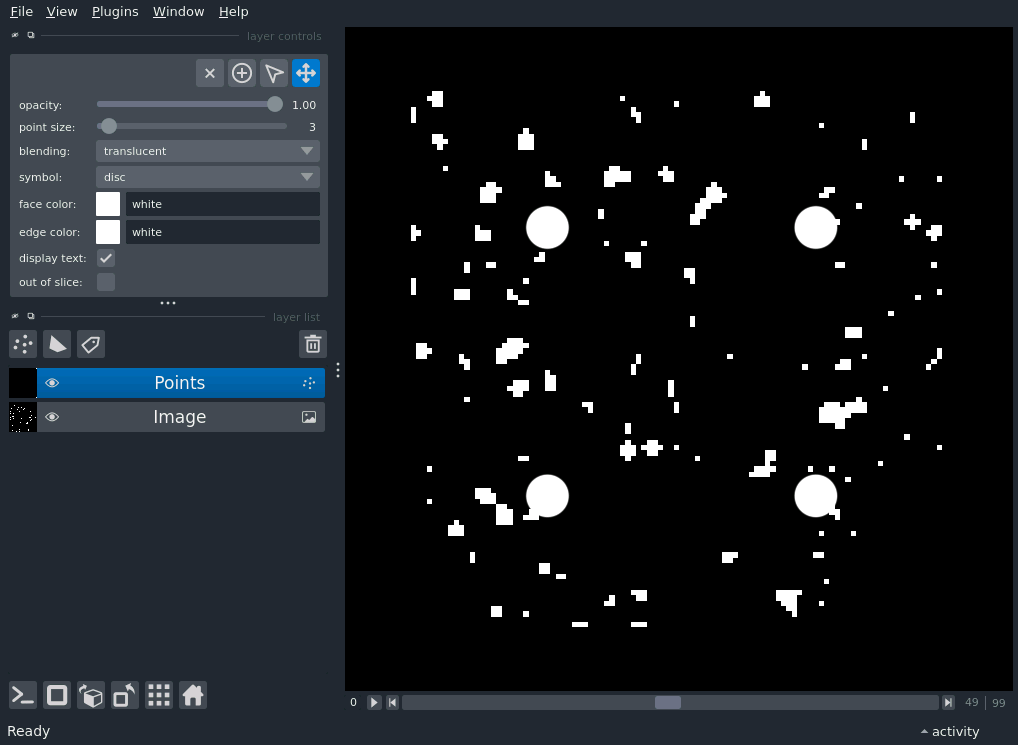 File View Plugins Window Help
layer controls
opacity: 1.00
point size: 3
blending: translucent
symbol: disc
face color: white
edge color: white
display text:
out of slice:
layer list
Points
Image
0 49 | 99
Ready activity